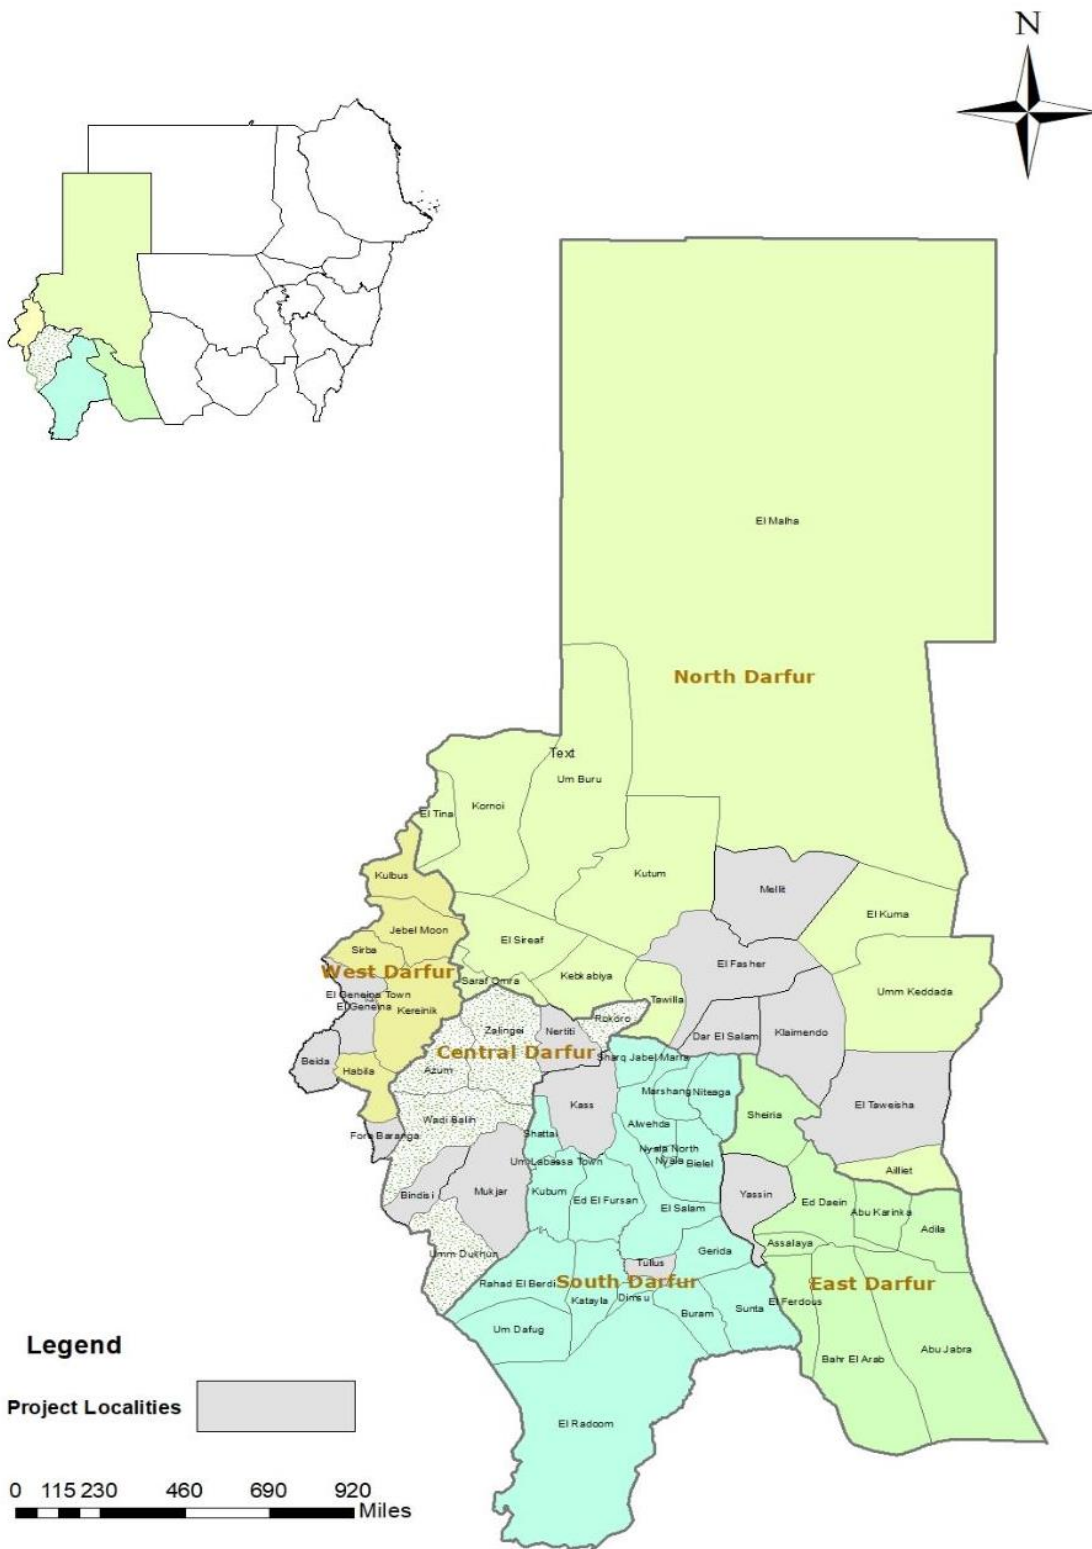 N
El Malha
North Darfur
Text
Um Buru
Kornoi
El Tina
Kutum
Kulbus
Mellit
El Kuma
Jebel Moon
El Sireaf
Sirba
El Fasher
West Darfur
Kebkabiya
Saraf Omra
Umm Keddada
El Geneina Town
El Geneina
Kereinik
Tawilla
Rokoro
Zalingei
Nertiti
Dar El Salam
Klaimendo
Central Darfur
Sharq Jabel Marra
Beida
Habila
Azum
Marshang
Niteaga
Kass
El Taweisha
Sheiria
Wadi Balih
Alwehda
Fora Baranga
Shattai
Nyala North
Nyala
Bielel
Um Labassa Town
Ailliet
Bindisi
Mukjar
Kubum
Ed El Fursan
Yassin
Ed Daein
El Salam
Abu Karinka
Adila
Assalaya
Umm Dukhun
Gerida
Tullus
Rahad El Berdi
South Darfur
East Darfur
Katayla
Dimsu
El Ferdous
Buram
Sunta
Um Dafug
Abu Jabra
Bahr El Arab
El Radoom
Legend
Project Localities
0 115 230 460 690 920
Miles